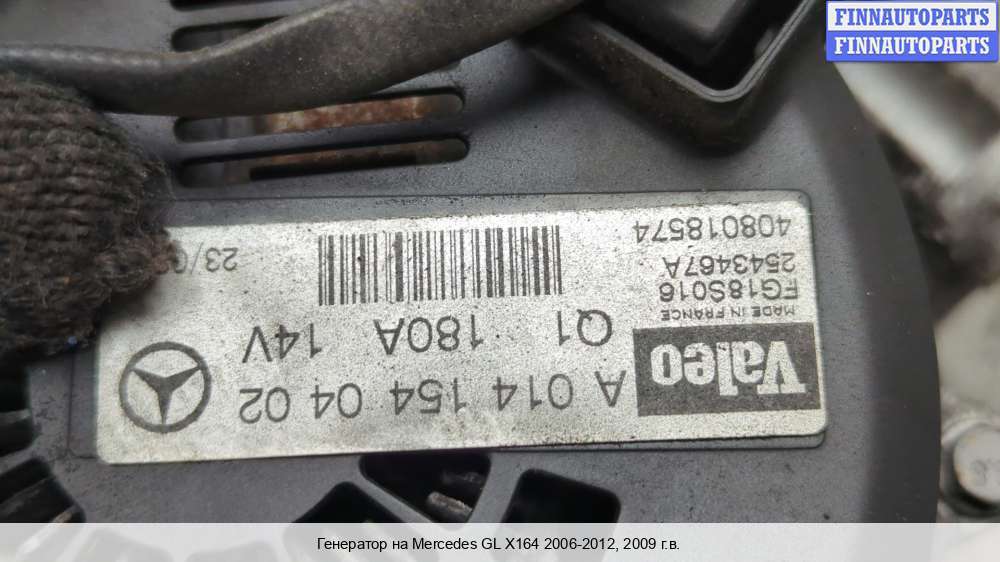 FINNAUTOPARTS
FINNAUTOPARTS
Valeo
A 014 154 04 02
Q1 180A 14V
MADE IN FRANCE
FG18S016
2543467A
408018574
Генератор на Mercedes GL X164 2006-2012, 2009 г.в.